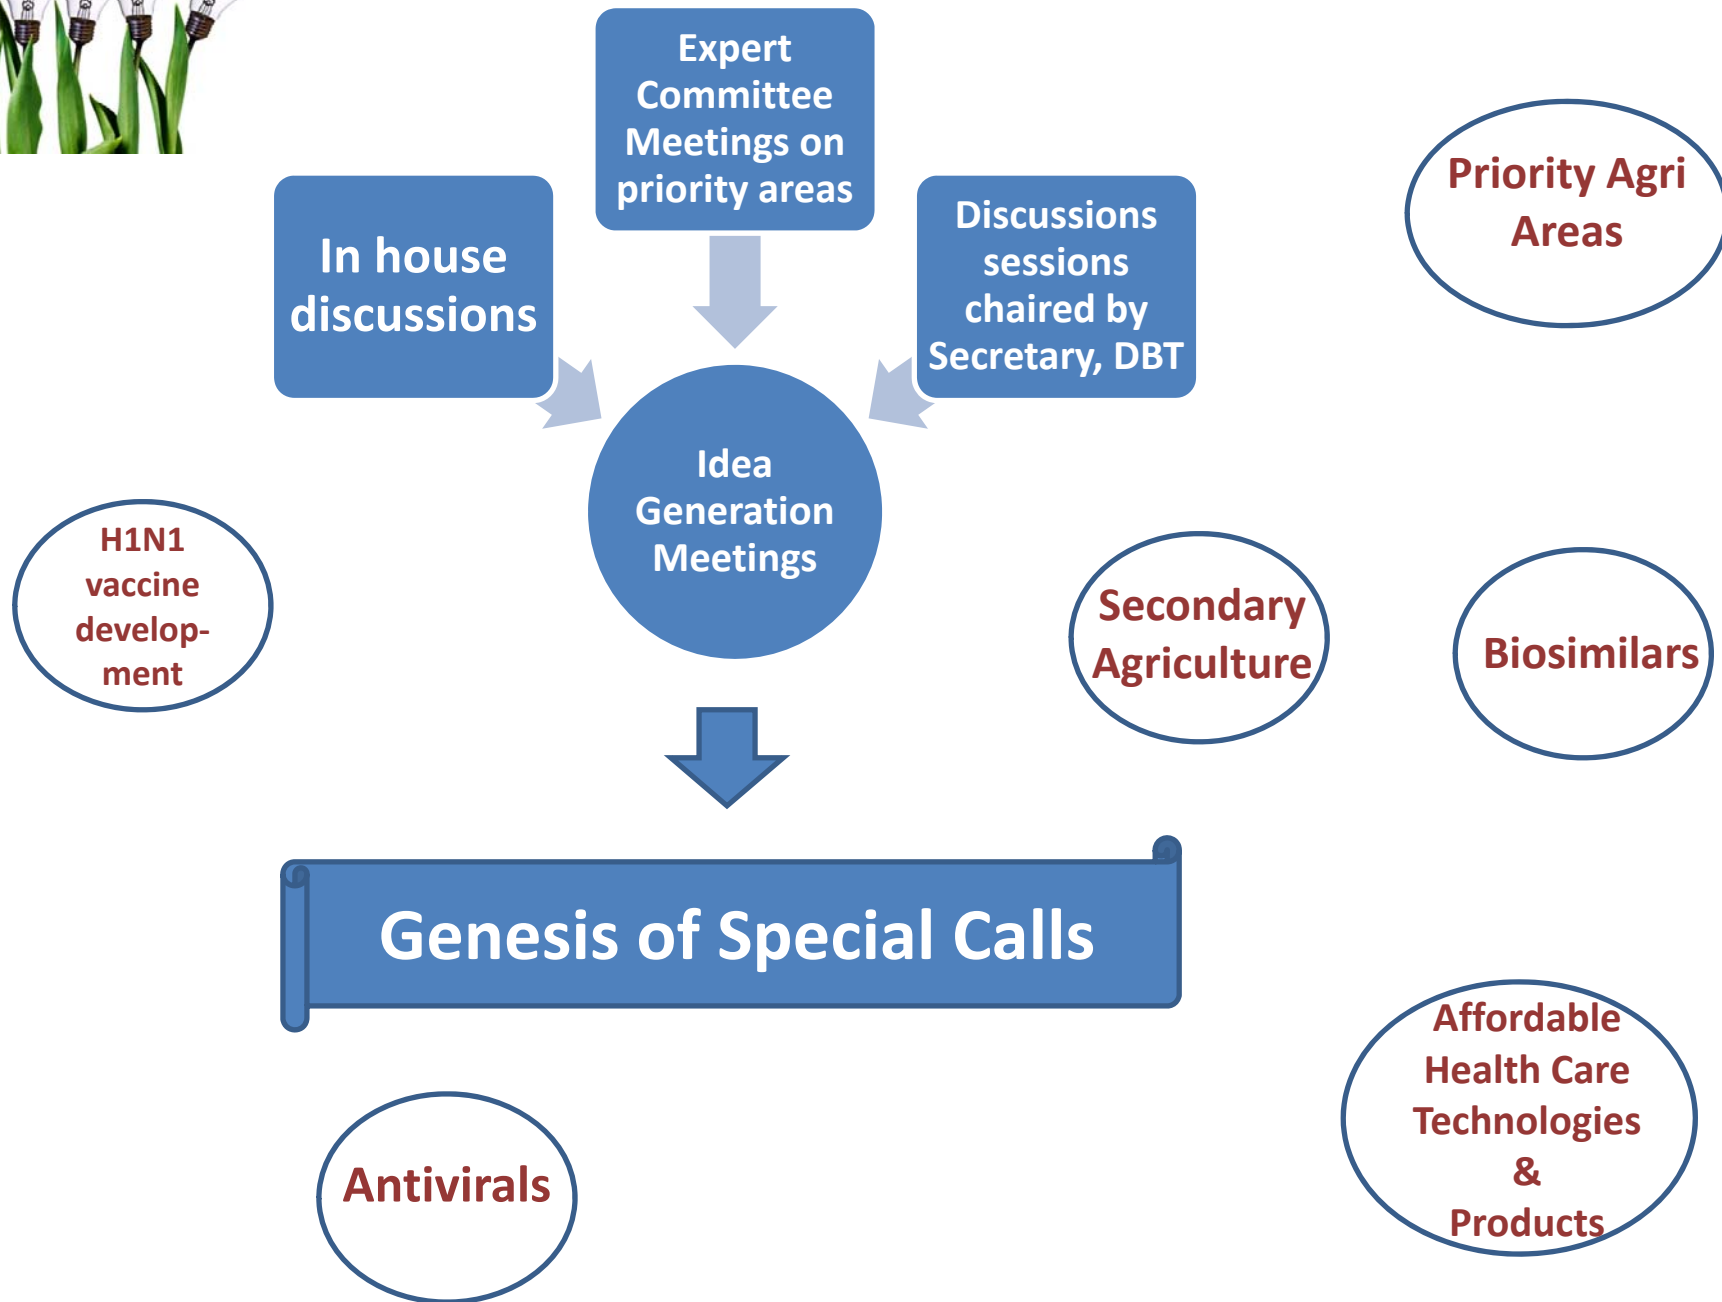 Expert
Committee
Meetings on
priority areas
In house
discussions
Discussions
sessions
chaired by
Secretary, DBT
Priority Agri
Areas
Idea
Generation
Meetings
H1N1
vaccine
develop-
ment
Secondary
Agriculture
Biosimilars
Genesis of Special Calls
Affordable
Health Care
Technologies
&
Products
Antivirals